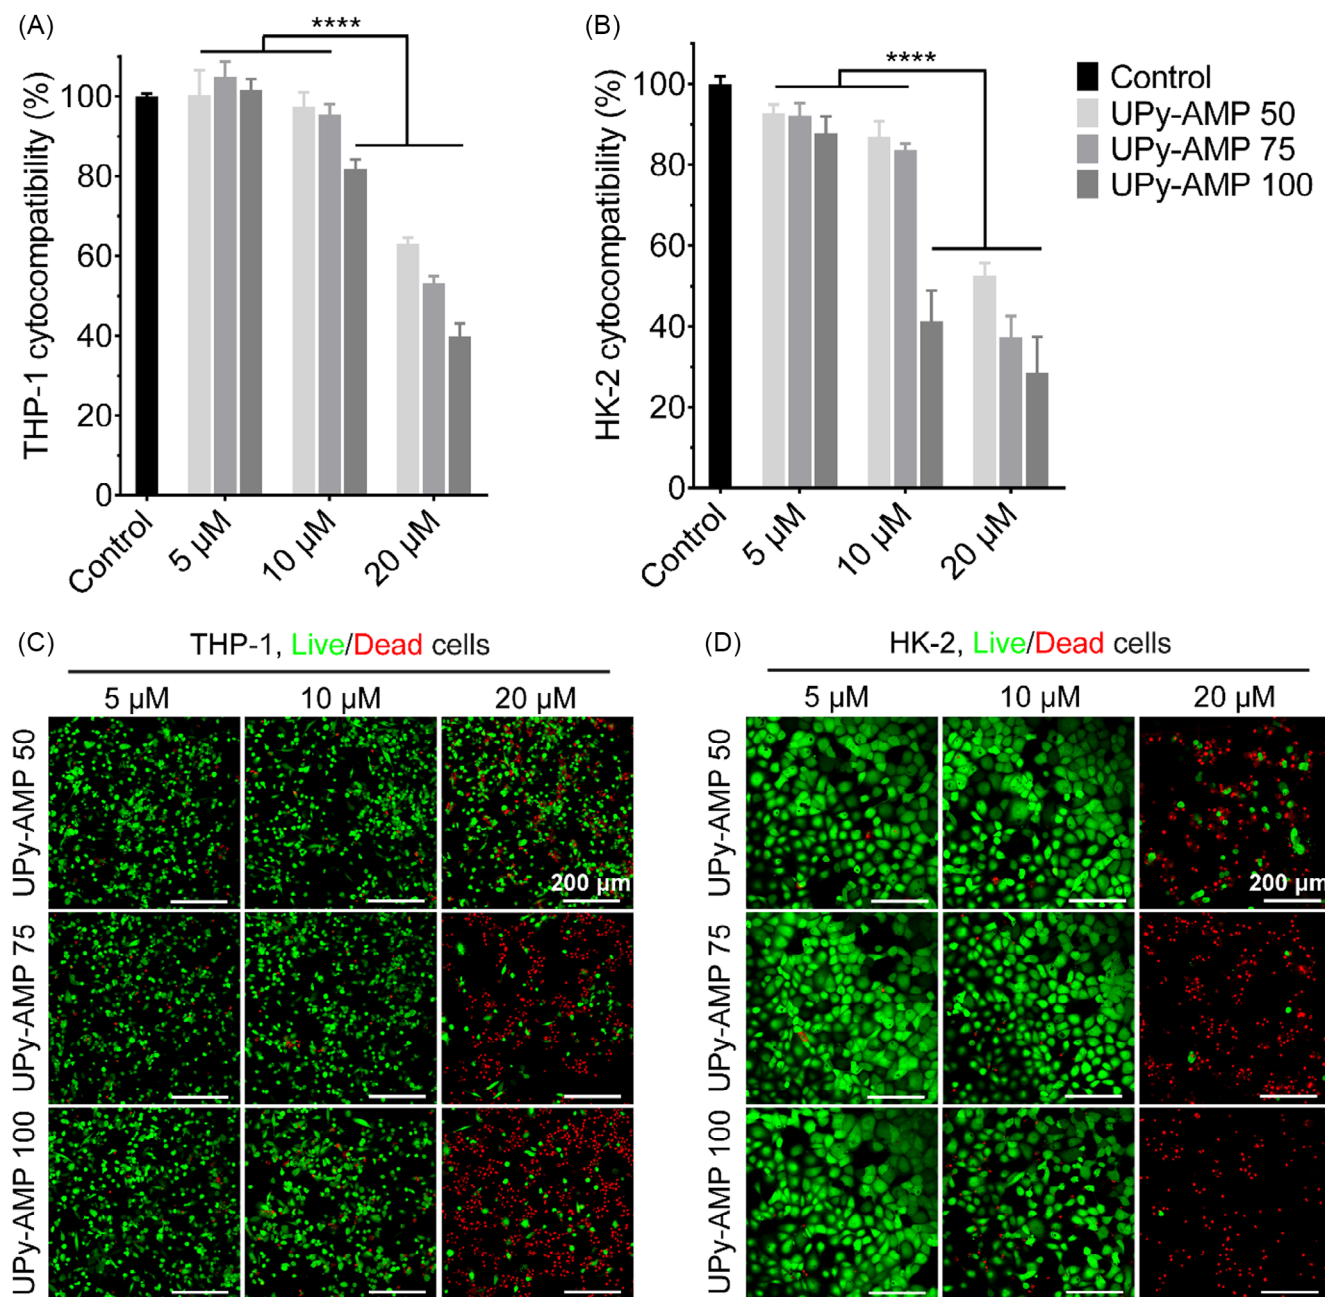 (A)
THP-1 cytocompatibility (%)
100
80
60
40
20
0
****
Control
5 µM
10 µM
20 µM
(B)
HK-2 cytocompatibility (%)
100
80
60
40
20
0
****
Control
5 µM
10 µM
20 µM
Control
UPy-AMP 50
UPy-AMP 75
UPy-AMP 100
(C)
THP-1, Live/Dead cells
5 µM
10 µM
20 µM
UPy-AMP 50
200 µm
UPy-AMP 75
UPy-AMP 100
(D)
HK-2, Live/Dead cells
5 µM
10 µM
20 µM
UPy-AMP 50
200 µm
UPy-AMP 75
UPy-AMP 100